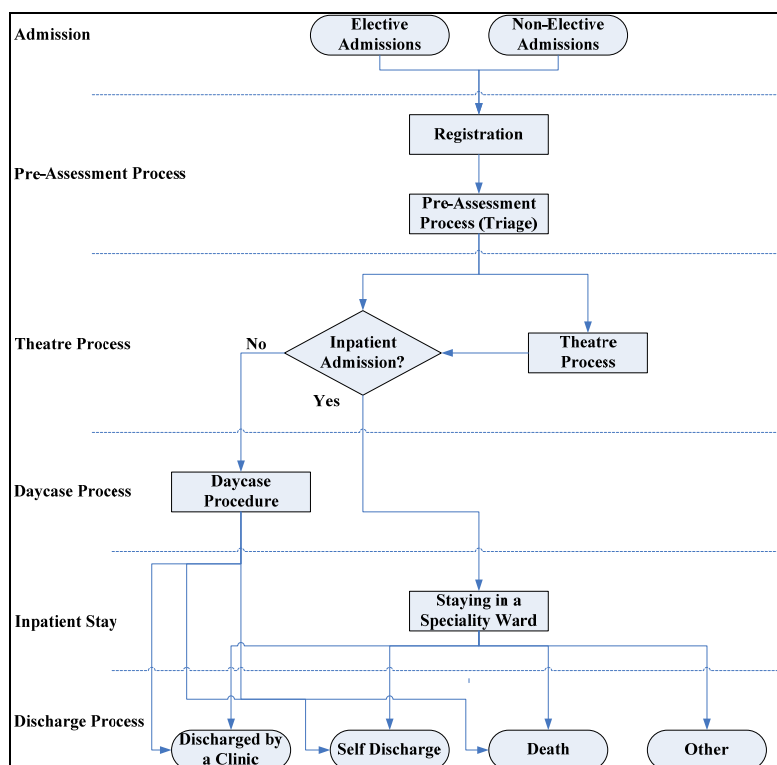 Admission
Elective
Admissions
Non-Elective
Admissions
Registration
Pre-Assessment Process
Pre-Assessment
Process (Triage)
Theatre Process
No
Inpatient
Admission?
Theatre
Process
Yes
Daycase Process
Daycase
Procedure
Inpatient Stay
Staying in a
Speciality Ward
Discharge Process
Discharged by
a Clinic
Self Discharge
Death
Other